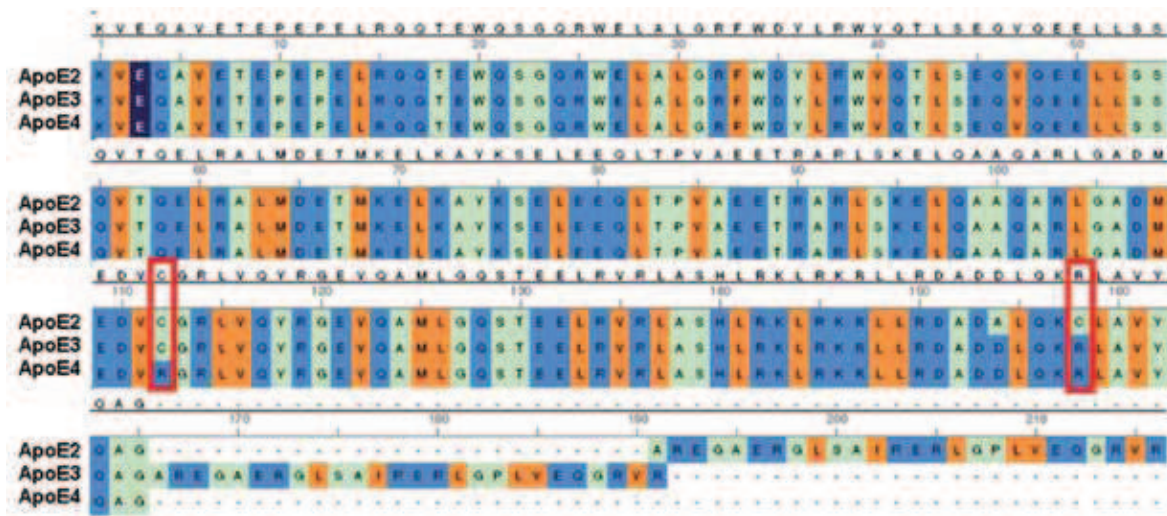 K V E Q A V E T E P E P E L R Q Q T E W Q S G Q R W E L A L G R F W D Y L R W V Q T L S E Q V Q E E L L S S
1 10 20 30 40 50
ApoE2 K V E Q A V E T E P E P E L R Q Q T E W Q S G Q R W E L A L G R F W D Y L R W V Q T L S E Q V Q E E L L S S
ApoE3 K V E Q A V E T E P E P E L R Q Q T E W Q S G Q R W E L A L G R F W D Y L R W V Q T L S E Q V Q E E L L S S
ApoE4 K V E Q A V E T E P E P E L R Q Q T E W Q S G Q R W E L A L G R F W D Y L R W V Q T L S E Q V Q E E L L S S
Q V T Q E L R A L M D E T M K E L K A Y K S E L E E Q L T P V A E E T R A R L S K E L Q A A Q A R L G A D M
60 70 80 90 100
ApoE2 Q V T Q E L R A L M D E T M K E L K A Y K S E L E E Q L T P V A E E T R A R L S K E L Q A A Q A R L G A D M
ApoE3 Q V T Q E L R A L M D E T M K E L K A Y K S E L E E Q L T P V A E E T R A R L S K E L Q A A Q A R L G A D M
ApoE4 Q V T Q E L R A L M D E T M K E L K A Y K S E L E E Q L T P V A E E T R A R L S K E L Q A A Q A R L G A D M
E D V C G R L V Q Y R G E V Q A M L G Q S T E E L R V R L A S H L R K L R K R L L R D A D D L Q K R L A V Y
110 120 130 140 150 160
ApoE2 E D V C G R L V Q Y R G E V Q A M L G Q S T E E L R V R L A S H L R K L R K R L L R D A D A L Q K C L A V Y
ApoE3 E D V C G R L V Q Y R G E V Q A M L G Q S T E E L R V R L A S H L R K L R K R L L R D A D D L Q K R L A V Y
ApoE4 E D V R G R L V Q Y R G E V Q A M L G Q S T E E L R V R L A S H L R K L R K R L L R D A D D L Q K R L A V Y
Q A G - - - - - - - - - - - - - - - - - - - - - - - - - - - - - - - - - - - - - - - - - - - - - - - - - - -
170 180 190 200 210
ApoE2 Q A G - - - - - - - - - - - - - - - - - - - - - - - - - A R E G A E R G L S A I R E R L G P L V E Q G R V R
ApoE3 Q A G A R E G A E R G L S A I R E R L G P L V E Q G R V R - - - - - - - - - - - - - - - - - - - - - - - - -
ApoE4 Q A G - - - - - - - - - - - - - - - - - - - - - - - - - - - - - - - - - - - - - - - - - - - - - - - - - - -